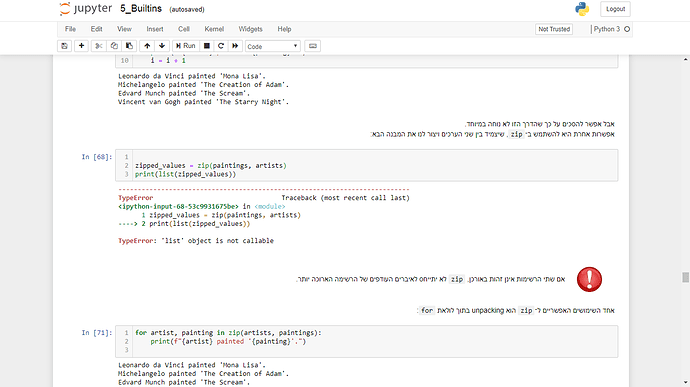 jupyter 5_Builtins (autosaved)
Logout
File Edit View Insert Cell Kernel Widgets Help
Not Trusted Python 3
Run Code
10 i = i + 1
Leonardo da Vinci painted 'Mona Lisa'.
Michelangelo painted 'The Creation of Adam'.
Edvard Munch painted 'The Scream'.
Vincent van Gogh painted 'The Starry Night'.
אבל אפשר להסכים על כך שהדרך הזו לא נוחה במיוחד.
אפשרות אחרת היא להשתמש ב־zip, שיצמיד בין שני הערכים ויצור לנו את המבנה הבא:
In [68]:
1
2 zipped_values = zip(paintings, artists)
3 print(list(zipped_values))
---------------------------------------------------------------------------
TypeError Traceback (most recent call last)
<ipython-input-68-53c9931675be> in <module>
1 zipped_values = zip(paintings, artists)
----> 2 print(list(zipped_values))
TypeError: 'list' object is not callable
אם שתי הרשימות אינן זהות באורכן, zip לא יתייחס לאיברים העודפים של הרשימה הארוכה יותר.
אחד השימושים האפשריים ל־zip הוא unpacking בתוך לולאת for:
In [71]:
1 for artist, painting in zip(artists, paintings):
2 print(f"{artist} painted '{painting}'.")
3
Leonardo da Vinci painted 'Mona Lisa'.
Michelangelo painted 'The Creation of Adam'.
Edvard Munch painted 'The Scream'.